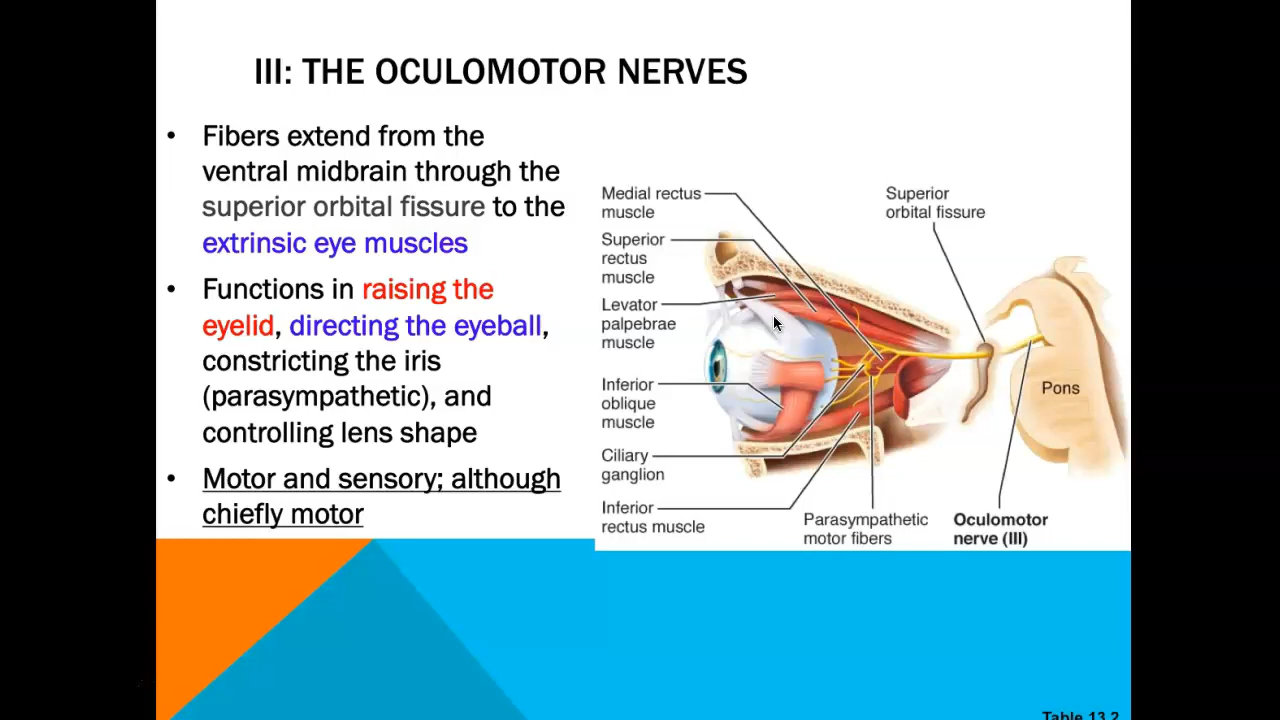 III: THE OCULOMOTOR NERVES
• Fibers extend from the
ventral midbrain through the
superior orbital fissure to the
extrinsic eye muscles
• Functions in raising the
eyelid, directing the eyeball,
constricting the iris
(parasympathetic), and
controlling lens shape
• Motor and sensory; although
chiefly motor
Medial rectus
muscle
Superior
rectus
muscle
Levator
palpebrae
muscle
Inferior
oblique
muscle
Ciliary
ganglion
Inferior
rectus muscle
Superior
orbital fissure
Pons
Parasympathetic
motor fibers
Oculomotor
nerve (III)
Table 13.2